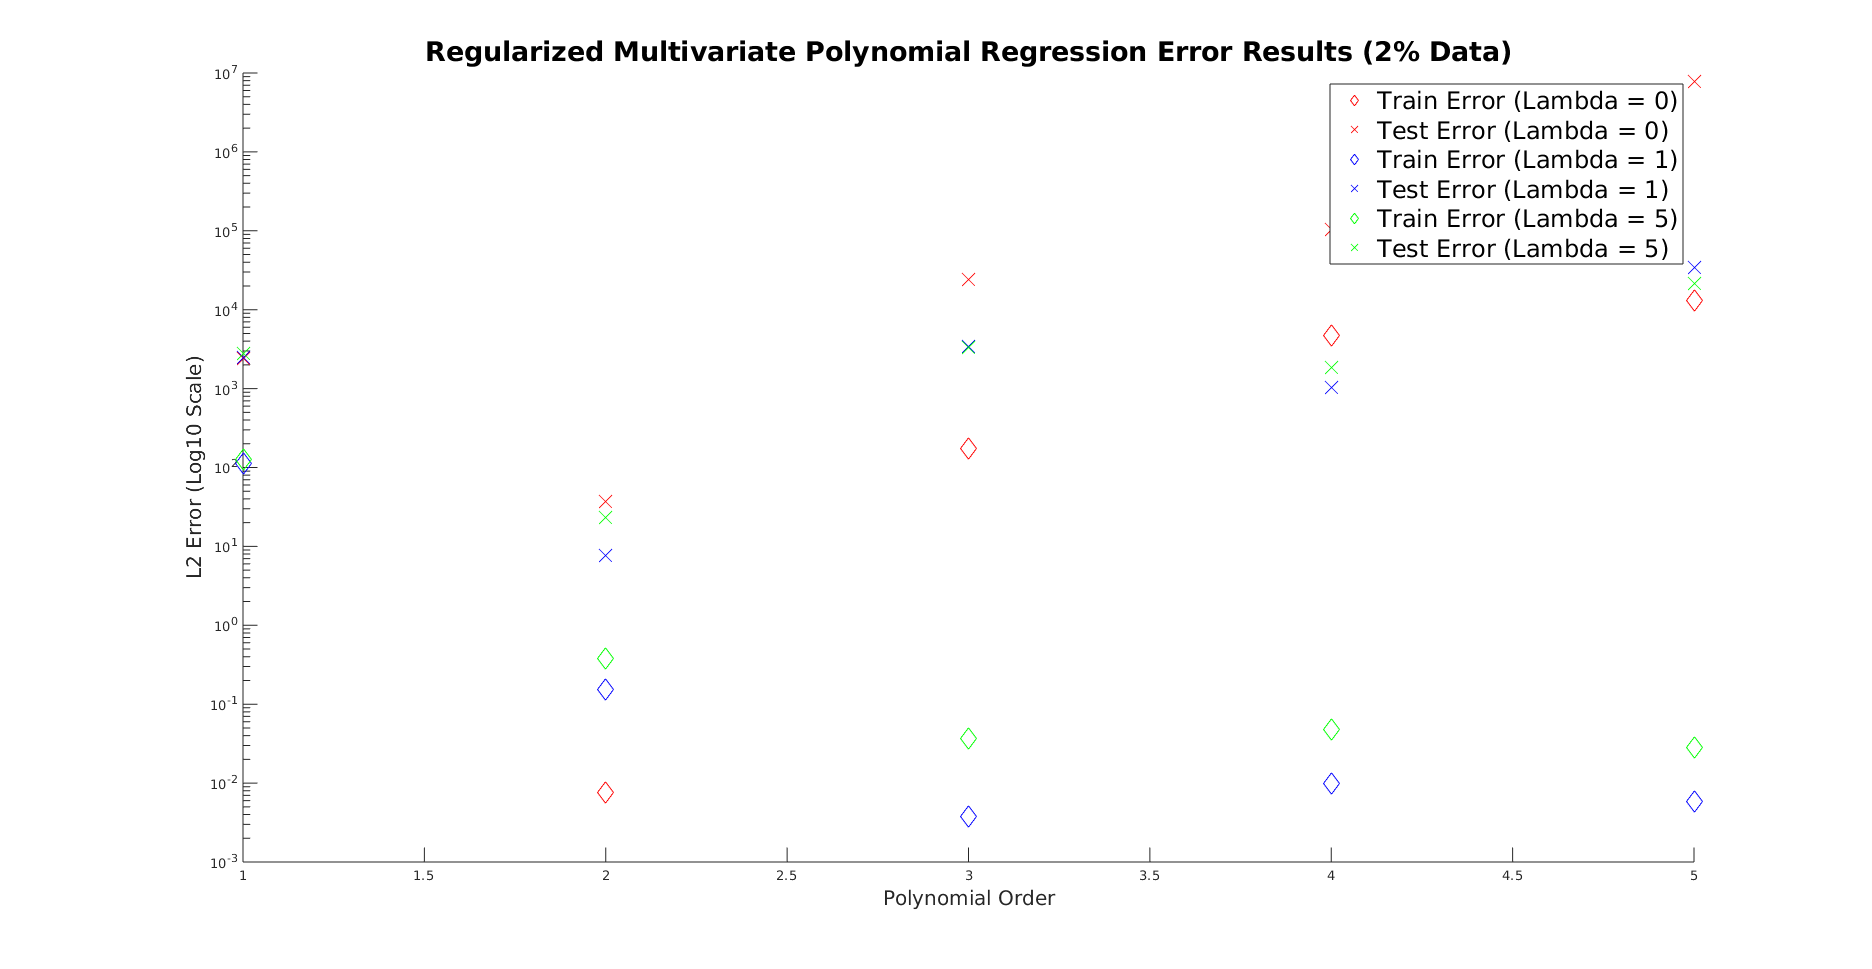 Regularized Multivariate Polynomial Regression Error Results (2% Data)
10^7
10^6
10^5
10^4
10^3
10^2
10^1
10^0
10^-1
10^-2
10^-3
L2 Error (Log10 Scale)
Train Error (Lambda = 0)
Test Error (Lambda = 0)
Train Error (Lambda = 1)
Test Error (Lambda = 1)
Train Error (Lambda = 5)
Test Error (Lambda = 5)
1 1.5 2 2.5 3 3.5 4 4.5 5
Polynomial Order